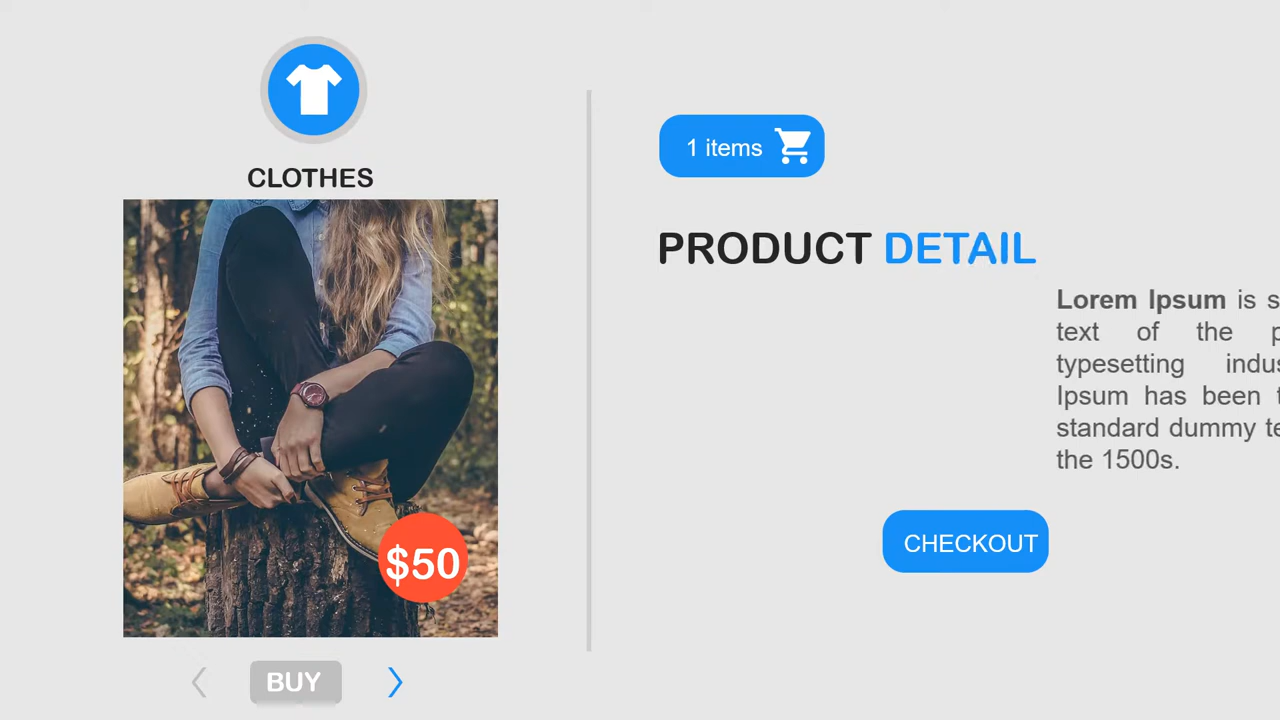 CLOTHES
$50
BUY
1 items
PRODUCT DETAIL
Lorem Ipsum is
text of the
typesetting
Ipsum has been
standard dummy
the 1500s.
CHECKOUT